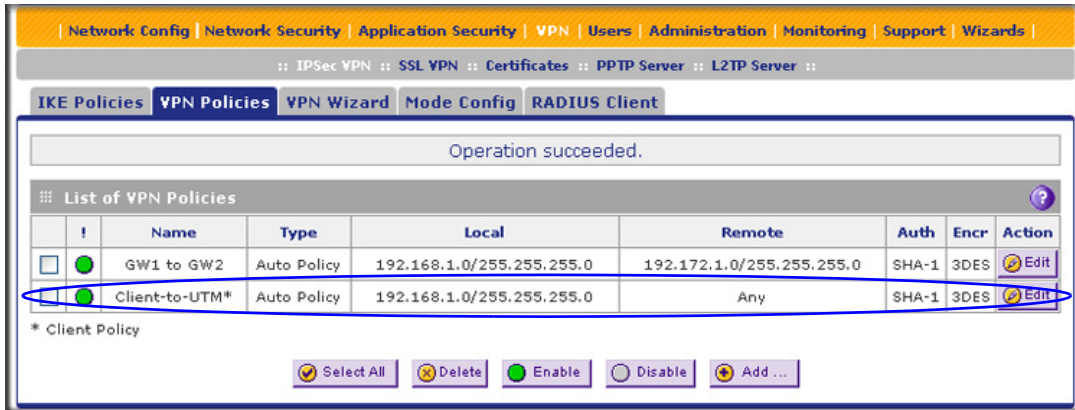 | Network Config | Network Security | Application Security | VPN | Users | Administration | Monitoring | Support | Wizards |
:: IPSec VPN :: SSL VPN :: Certificates :: PPTP Server :: L2TP Server ::
IKE Policies VPN Policies VPN Wizard Mode Config RADIUS Client
Operation succeeded.
List of VPN Policies ?
! Name Type Local Remote Auth Encr Action
GW1 to GW2 Auto Policy 192.168.1.0/255.255.255.0 192.172.1.0/255.255.255.0 SHA-1 3DES Edit
Client-to-UTM* Auto Policy 192.168.1.0/255.255.255.0 Any SHA-1 3DES Edit
* Client Policy
Select All Delete Enable Disable Add ...